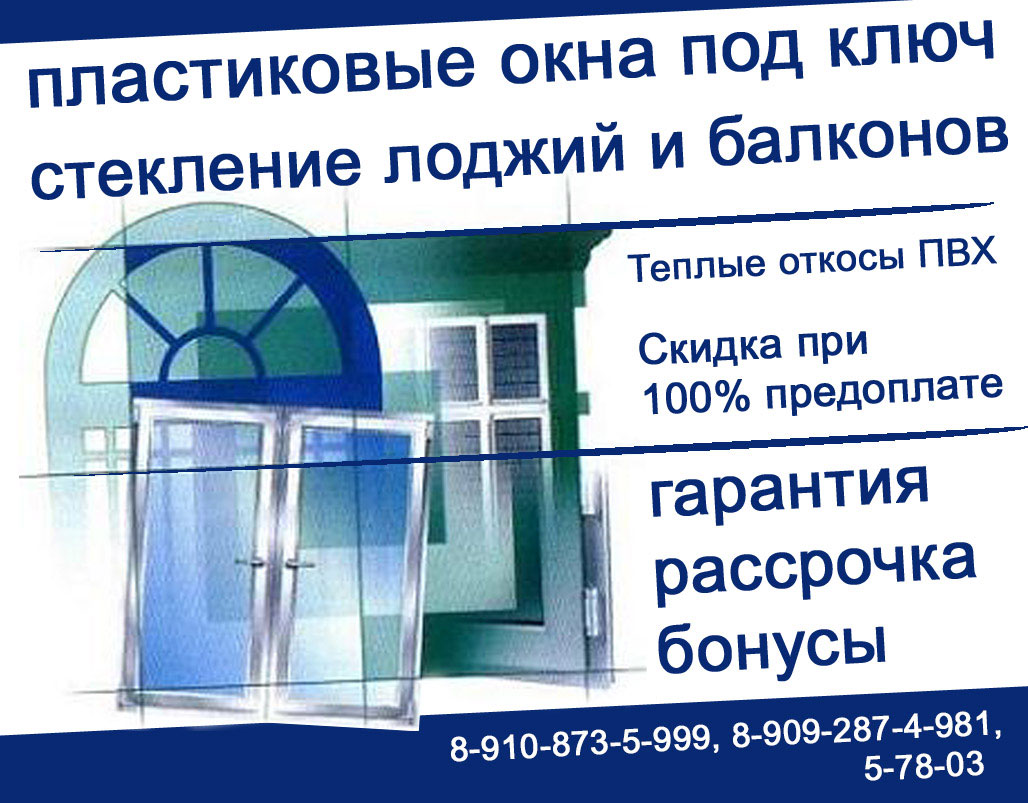 пластиковые окна под ключ
стекление лоджий и балконов
Теплые откосы ПВХ
Скидка при
100% предоплате
гарантия
рассрочка
бонусы
8-910-873-5-999, 8-909-287-4-981,
5-78-03